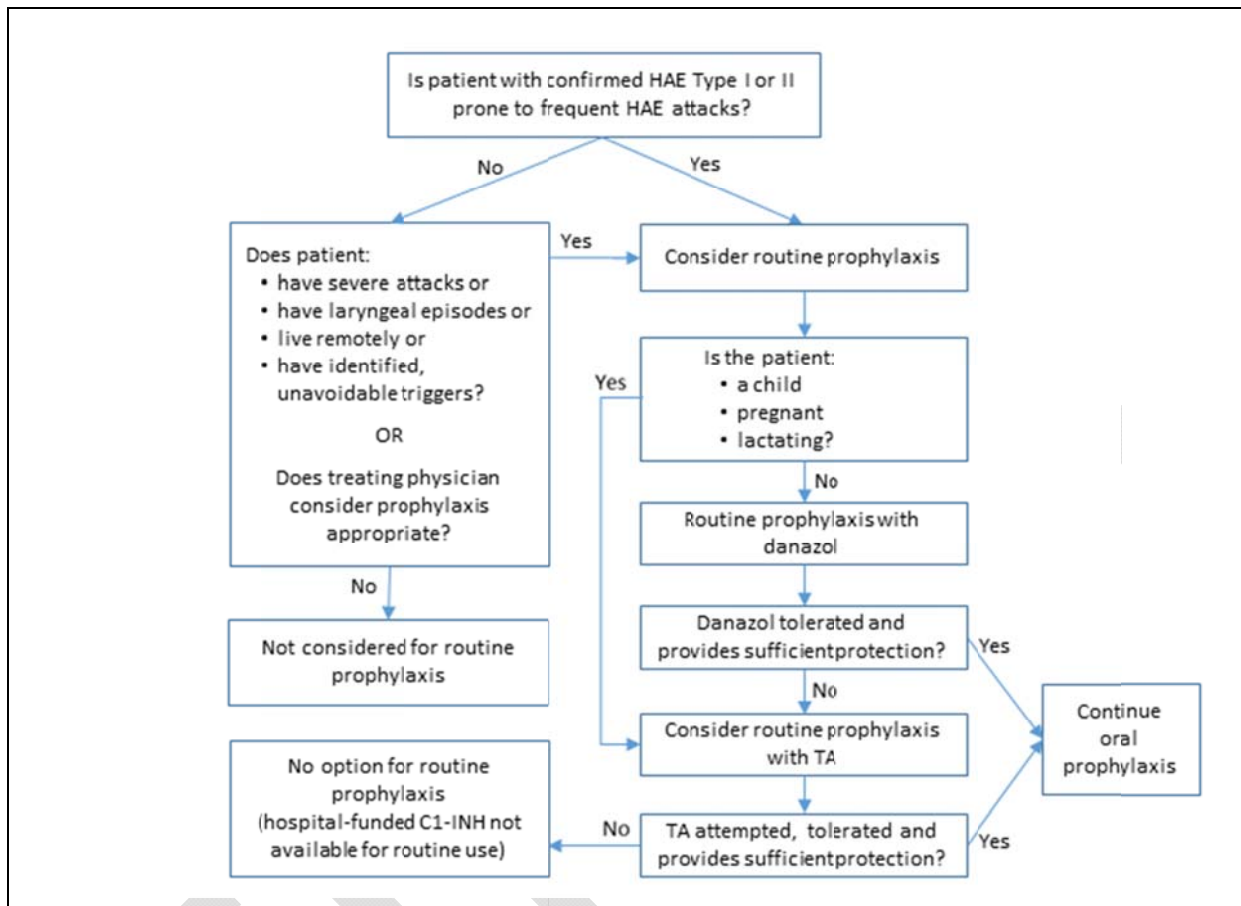 Is patient with confirmed HAE Type I or II
prone to frequent HAE attacks?
No
Yes
Does patient:
• have severe attacks or
• have laryngeal episodes or
• live remotely or
• have identified,
unavoidable triggers?
OR
Does treating physician
consider prophylaxis
appropriate?
Yes
Consider routine prophylaxis
Is the patient:
• a child
• pregnant
• lactating?
Yes
No
Routine prophylaxis with
danazol
No
Not considered for routine
prophylaxis
Danazol tolerated and
provides sufficient protection?
Yes
No
Consider routine prophylaxis
with TA
Continue
oral
prophylaxis
No option for routine
prophylaxis
(hospital-funded C1-INH not
available for routine use)
No
TA attempted, tolerated and
provides sufficient protection?
Yes